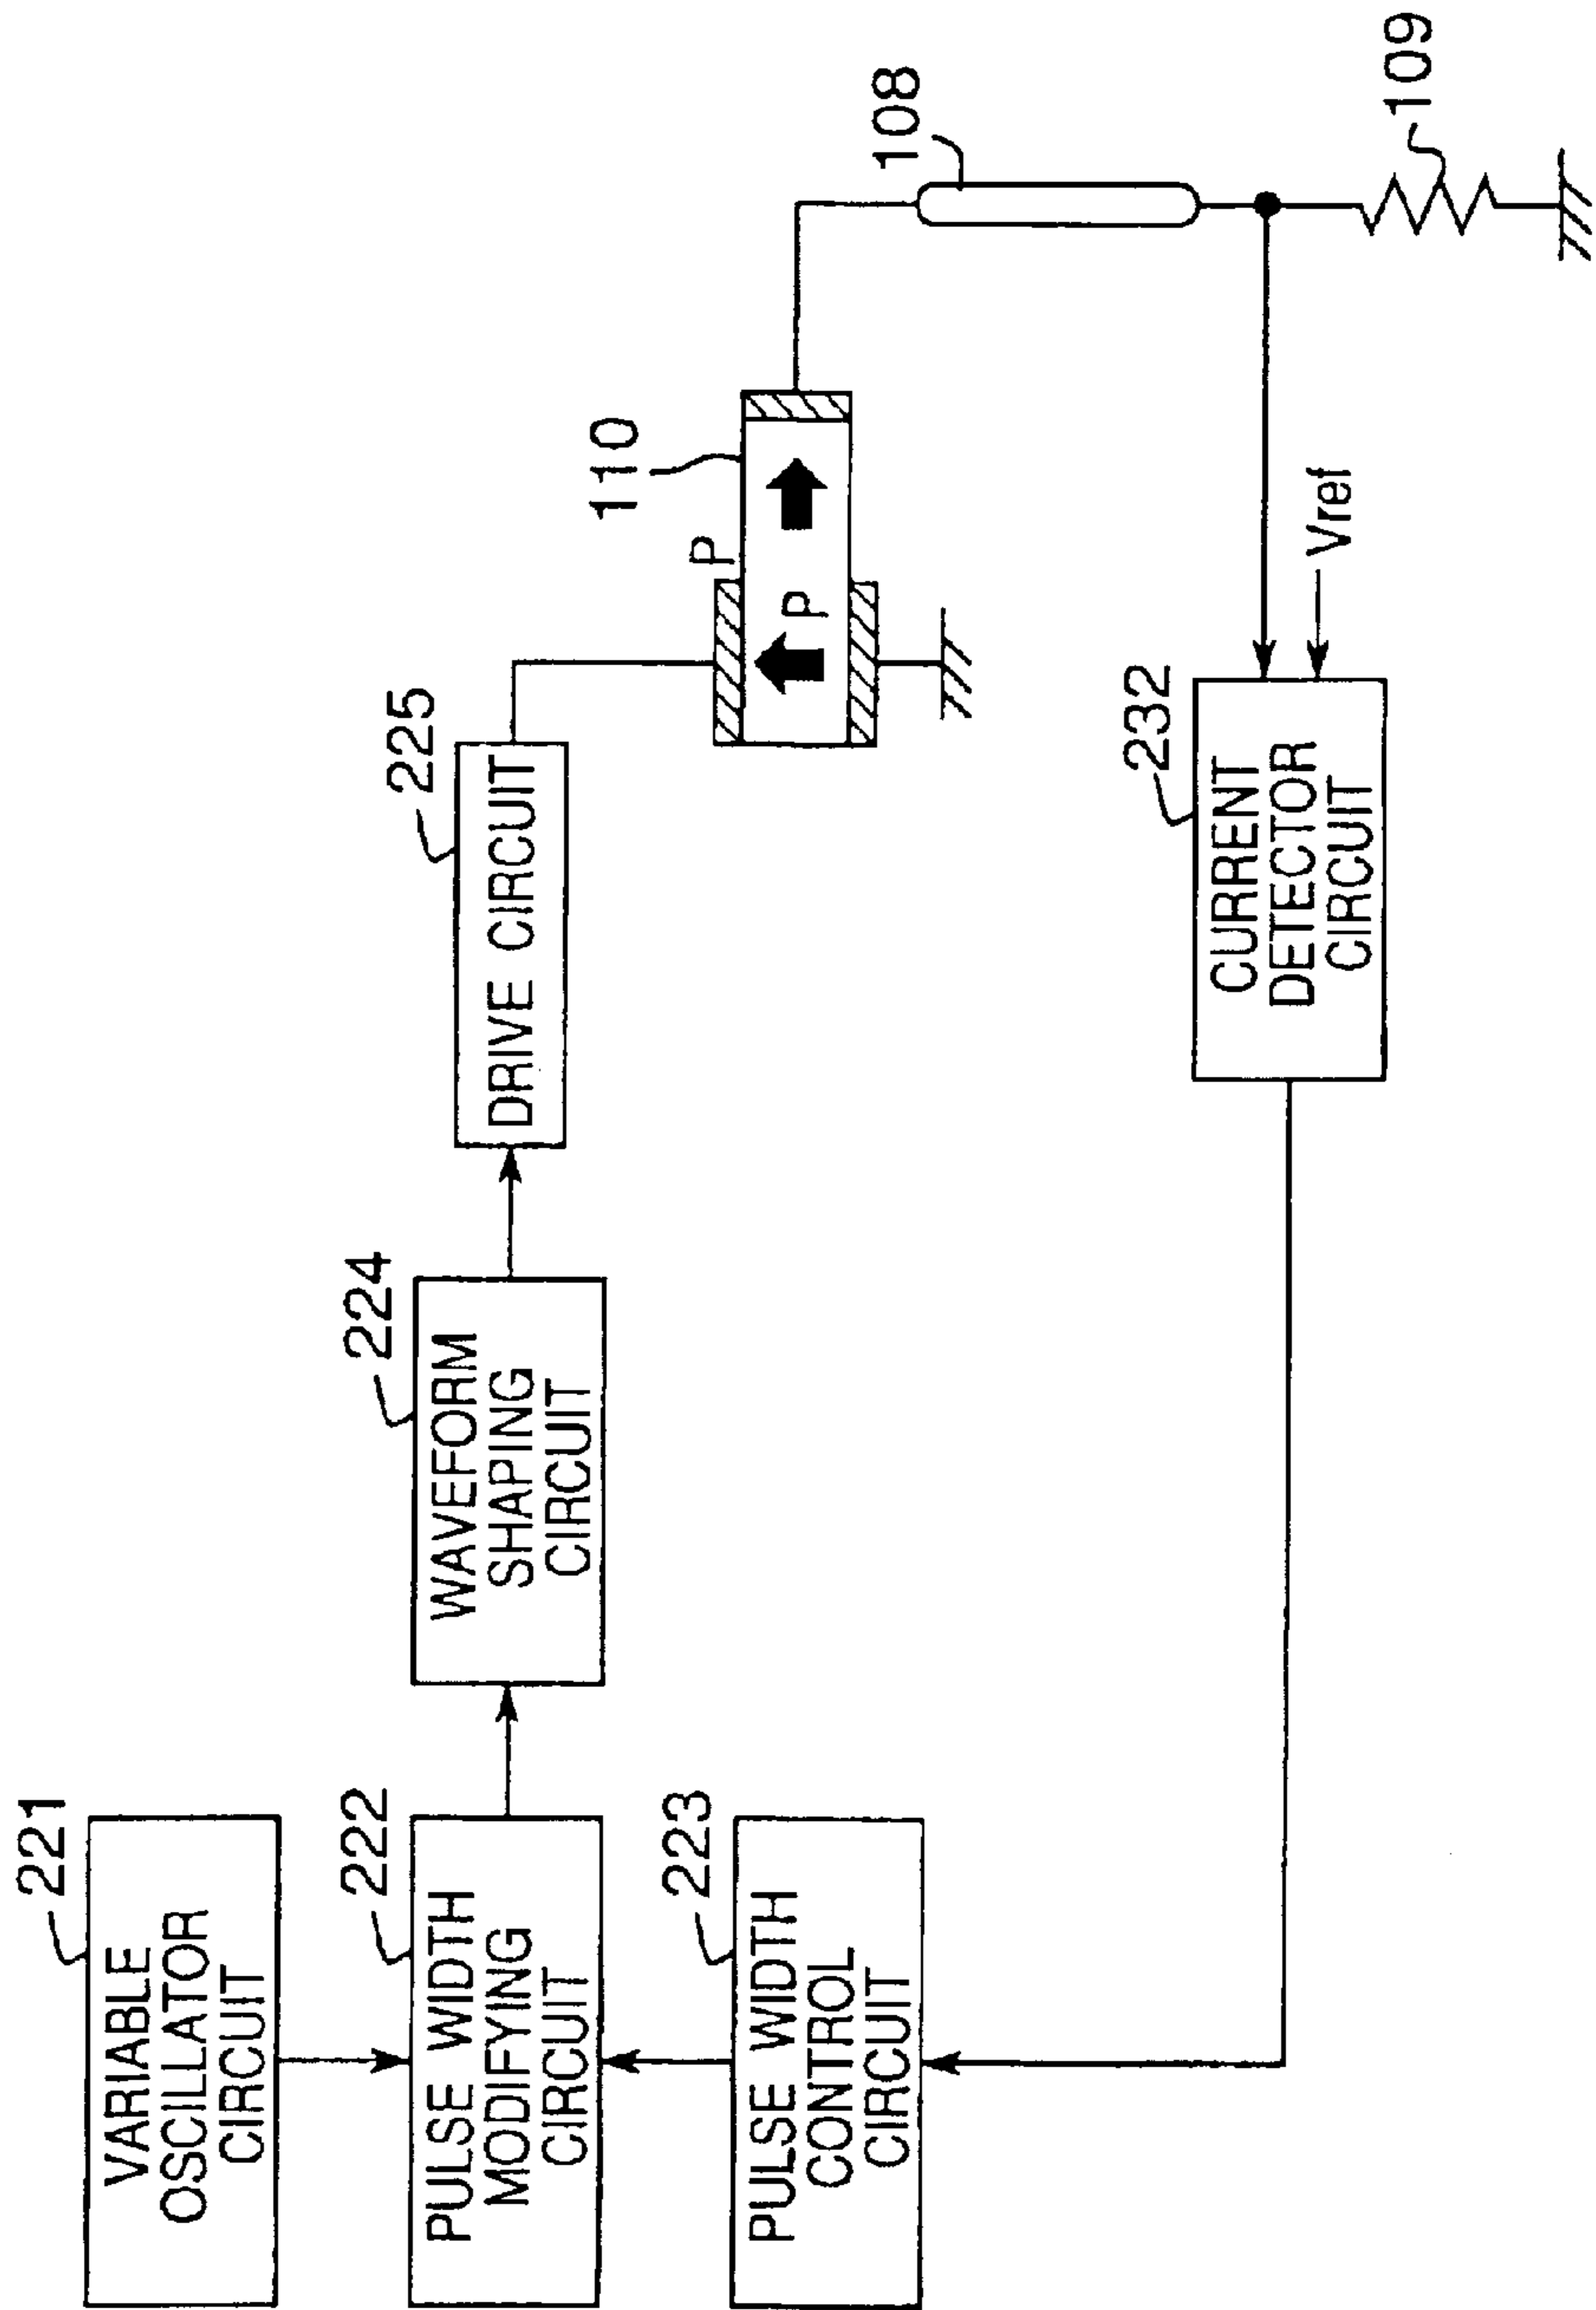 221
VARIABLE
OSCILLATOR
CIRCUIT
222
PULSE WIDTH
MODIFYING
CIRCUIT
223
PULSE WIDTH
CONTROL
CIRCUIT
224
WAVEFORM
SHAPING
CIRCUIT
225
DRIVE CIRCUIT
110
P
P
108
109
232
CURRENT
DETECTOR
CIRCUIT
Vref